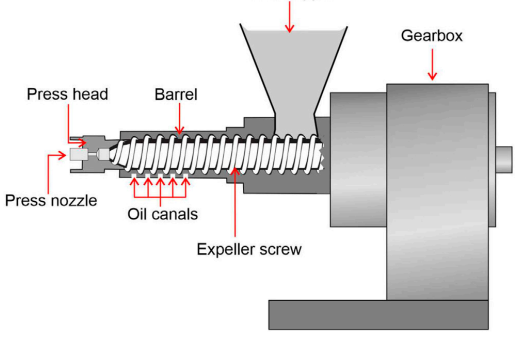 Gearbox
Press head
Barrel
Press nozzle
Oil canals
Expeller screw